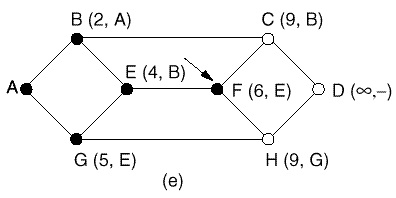 B (2, A)
C (9, B)
E (4, B)
A
F (6, E)
D (∞,−)
G (5, E)
H (9, G)
(e)